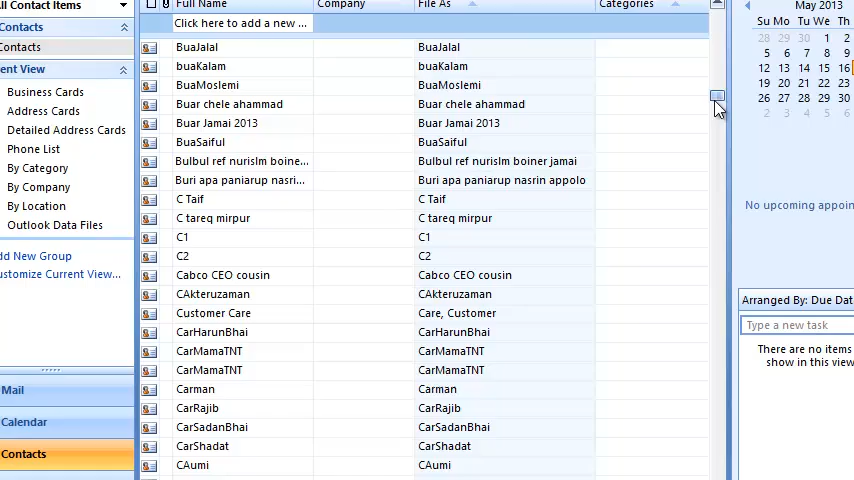 All Contact Items
Contacts
Contacts
Current View
Business Cards
Address Cards
Detailed Address Cards
Phone List
By Category
By Company
By Location
Outlook Data Files
Add New Group
Customize Current View...
Mail
Calendar
Contacts
Full Name Company File As Categories
Click here to add a new ...
BuaJalal BuaJalal
buaKalam buaKalam
BuaMoslemi BuaMoslemi
Buar chele ahammad Buar chele ahammad
Buar Jamai 2013 Buar Jamai 2013
BuaSaiful BuaSaiful
Bulbul ref nurislm boine... Bulbul ref nurislm boiner jamai
Buri apa paniarup nasri... Buri apa paniarup nasrin appolo
C Taif C Taif
C tareq mirpur C tareq mirpur
C1 C1
C2 C2
Cabco CEO cousin Cabco CEO cousin
CAkteruzaman CAkteruzaman
Customer Care Care, Customer
CarHarunBhai CarHarunBhai
CarMamaTNT CarMamaTNT
CarMamaTNT CarMamaTNT
Carman Carman
CarRajib CarRajib
CarSadanBhai CarSadanBhai
CarShadat CarShadat
CAumi CAumi
May 2013
Su Mo Tu We Th
28 29 30 1 2
5 6 7 8 9
12 13 14 15 16
19 20 21 22 23
26 27 28 29 30
2 3 4 5 6
No upcoming appoin
Arranged By: Due Dat
Type a new task
There are no items
show in this view